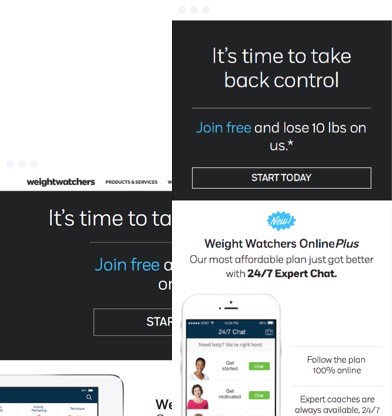 It's time to take
back control
Join free and lose 10 lbs on
us.*
START TODAY
New!
Weight Watchers OnlinePlus
Our most affordable plan just got better
with 24/7 Expert Chat.
24/7 Chat
Need help? We're right here!
Get
started
Chat
Get
motivated
Chat
Get
Follow the plan
100% online
Expert coaches are
always available, 24/7
weightwatchers PRODUCTS & SERVICES W
It's time to ta
Join free a
or
STAR
We